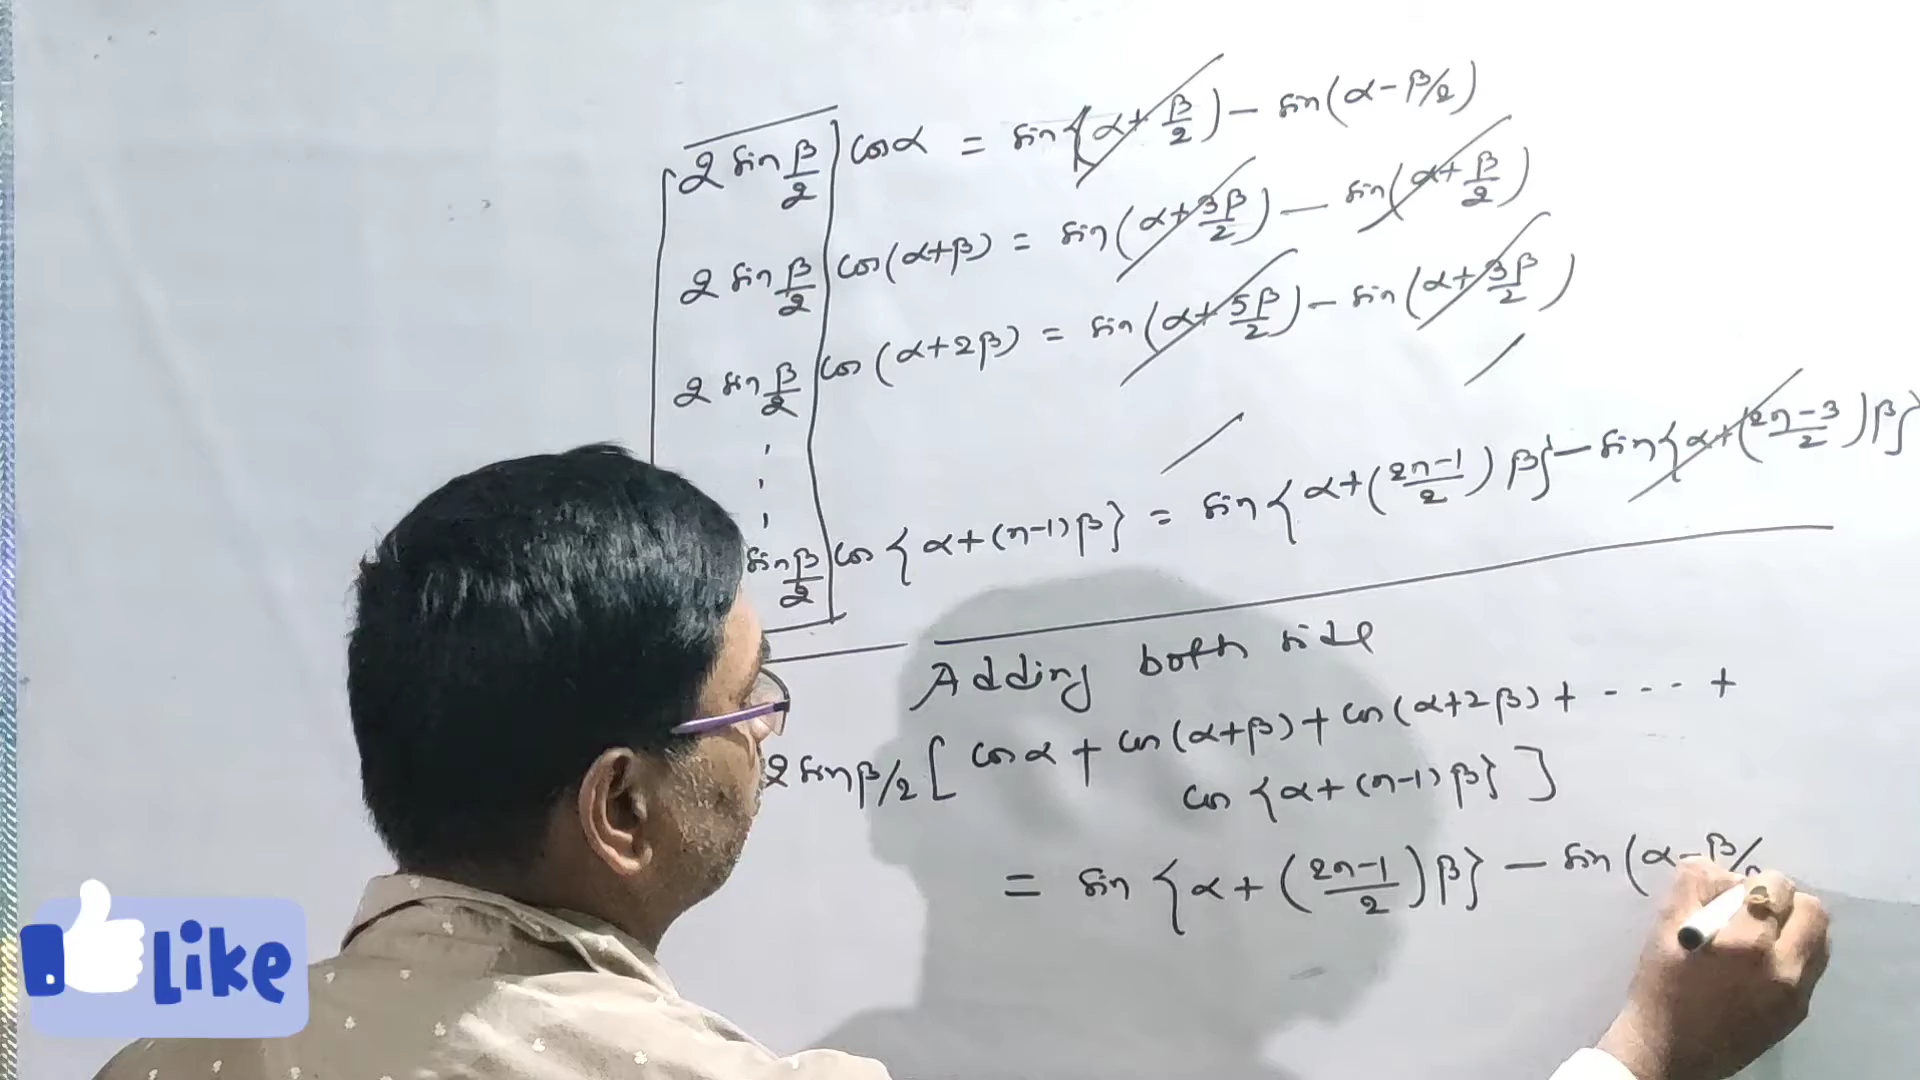 2 sin β/2 cos α = sin{α + β/2) − sin(α − β/2)
2 sin β/2 cos(α+β) = sin(α + 3β/2) − sin(α + β/2)
2 sin β/2 cos(α+2β) = sin(α + 5β/2) − sin(α + 3β/2)
⋮
sin β/2 cos{α+(n-1)β} = sin{α+(2n-1/2)β} − sin{α+(2n-3/2)β}
Adding both side
2 sin β/2 [cos α + cos(α+β) + cos(α+2β) + - - - - +
cos{α+(n-1)β}]
= sin{α+(2n-1/2)β} − sin(α − β/
Like